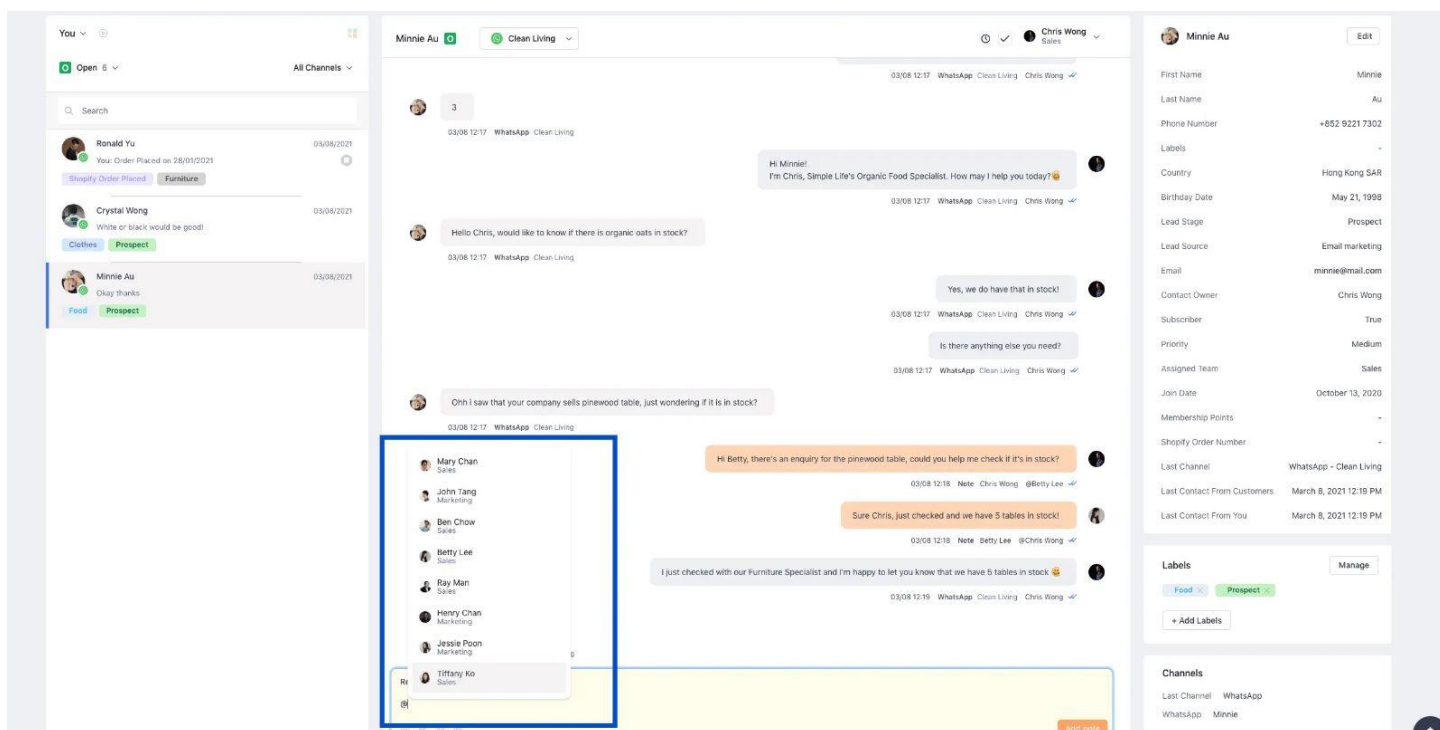 You
Open 6
All Channels
Search
Ronald Yu
03/08/2021
You: Order Placed on 28/01/2021
Shopify Order Placed Furniture
Crystal Wong
03/08/2021
White or black would be good!
Clothes Prospect
Minnie Au
03/08/2021
Okay thanks
Food Prospect
Minnie Au O
Clean Living
Chris Wong
Sales
03/08 12:17 WhatsApp Clean Living Chris Wong
3
03/08 12:17 WhatsApp Clean Living
Hi Minnie!
I'm Chris, Simple Life's Organic Food Specialist. How may I help you today?😀
03/08 12:17 WhatsApp Clean Living Chris Wong
Hello Chris, would like to know if there is organic oats in stock?
03/08 12:17 WhatsApp Clean Living
Yes, we do have that in stock!
03/08 12:17 WhatsApp Clean Living Chris Wong
Is there anything else you need?
03/08 12:17 WhatsApp Clean Living Chris Wong
Ohh i saw that your company sells pinewood table, just wondering if it is in stock?
03/08 12:17 WhatsApp Clean Living
Hi Betty, there's an enquiry for the pinewood table, could you help me check if it's in stock?
03/08 12:18 Note Chris Wong @Betty Lee
Sure Chris, just checked and we have 5 tables in stock!
03/08 12:18 Note Betty Lee @Chris Wong
I just checked with our Furniture Specialist and I'm happy to let you know that we have 5 tables in stock 😀
03/08 12:19 WhatsApp Clean Living Chris Wong
Mary Chan
Sales
John Tang
Marketing
Ben Chow
Sales
Betty Lee
Sales
Ray Man
Sales
Henry Chan
Marketing
Jessie Poon
Marketing
Tiffany Ko
Sales
Re
@
Add note
Minnie Au
Edit
First Name Minnie
Last Name Au
Phone Number +852 9221 7302
Labels -
Country Hong Kong SAR
Birthday Date May 21, 1998
Lead Stage Prospect
Lead Source Email marketing
Email minnie@mail.com
Contact Owner Chris Wong
Subscriber True
Priority Medium
Assigned Team Sales
Join Date October 13, 2020
Membership Points -
Shopify Order Number -
Last Channel WhatsApp - Clean Living
Last Contact From Customers March 8, 2021 12:19 PM
Last Contact From You March 8, 2021 12:19 PM
Labels
Manage
Food × Prospect ×
+ Add Labels
Channels
Last Channel WhatsApp
WhatsApp Minnie